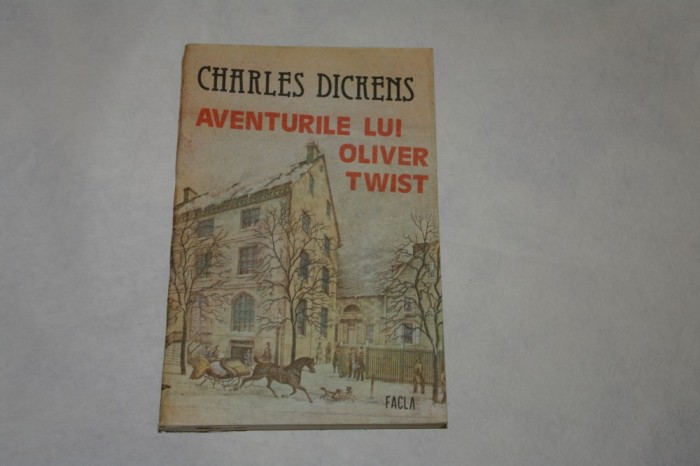 CHARLES DICKENS
AVENTURILE LUI
OLIVER
TWIST
FACLA